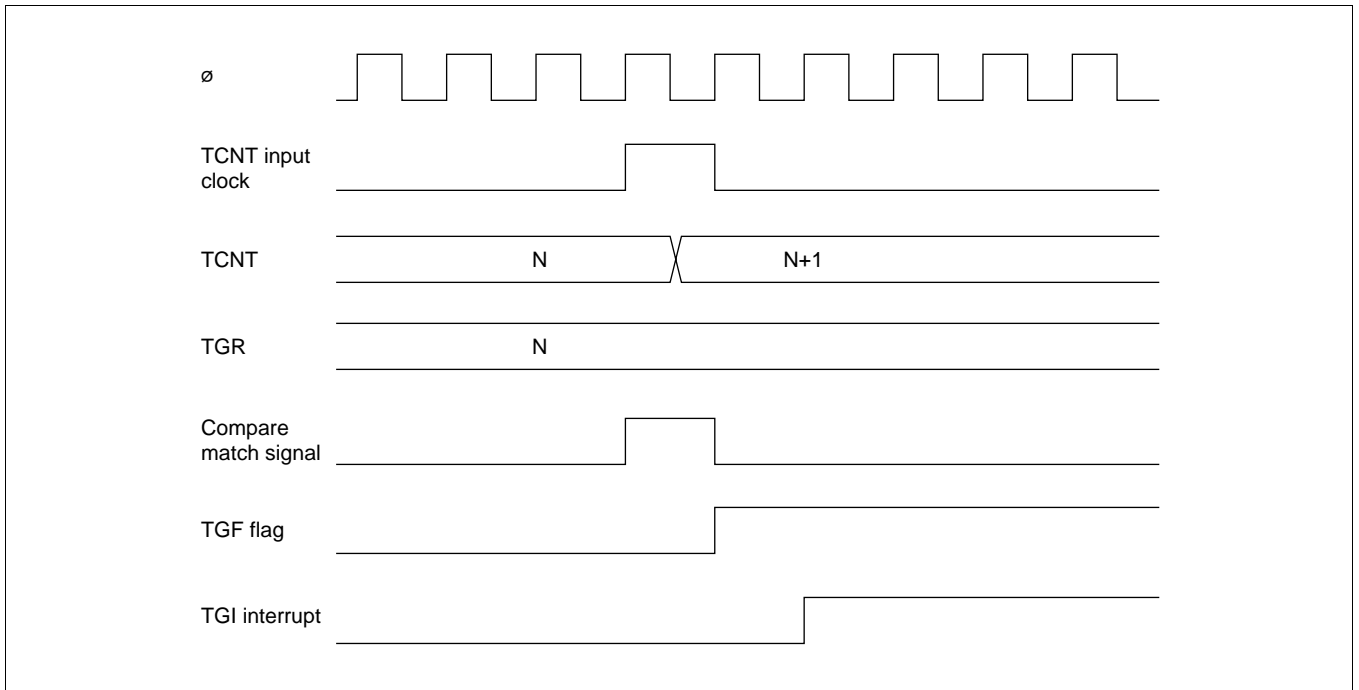 ø
TCNT input
clock
TCNT
N
N+1
TGR
N
Compare
match signal
TGF flag
TGI interrupt